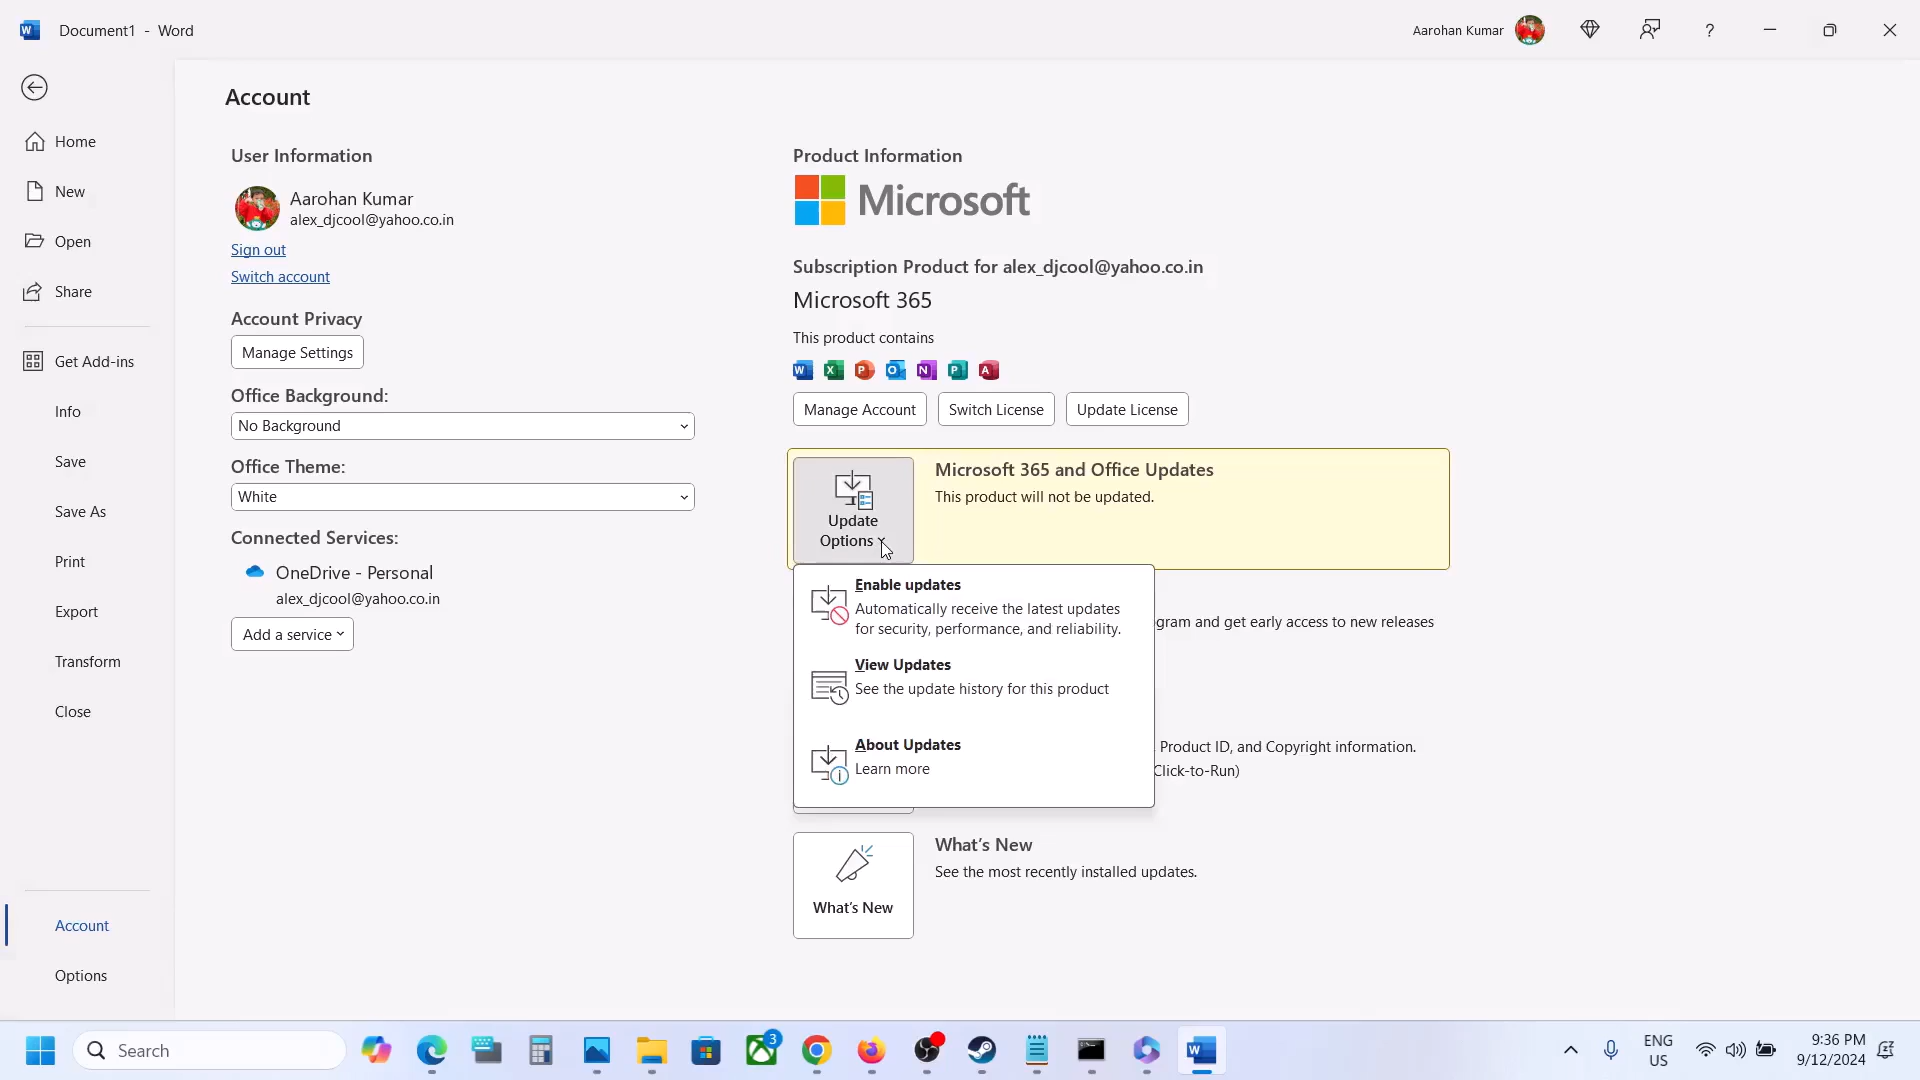 Document1 - Word
Aarohan Kumar
?
Account
Home
New
Open
Share
Get Add-ins
Info
Save
Save As
Print
Export
Transform
Close
Account
Options
User Information
Aarohan Kumar
alex_djcool@yahoo.co.in
Sign out
Switch account
Account Privacy
Manage Settings
Office Background:
No Background
Office Theme:
White
Connected Services:
OneDrive - Personal
alex_djcool@yahoo.co.in
Add a service
Product Information
Microsoft
Subscription Product for alex_djcool@yahoo.co.in
Microsoft 365
This product contains
W X P O N P A
Manage Account Switch License Update License
Update
Options
Microsoft 365 and Office Updates
This product will not be updated.
Enable updates
Automatically receive the latest updates
for security, performance, and reliability.
View Updates
See the update history for this product
About Updates
Learn more
gram and get early access to new releases
Product ID, and Copyright information.
Click-to-Run)
What's New
What's New
See the most recently installed updates.
Search
3
W
ENG
US
9:36 PM
9/12/2024